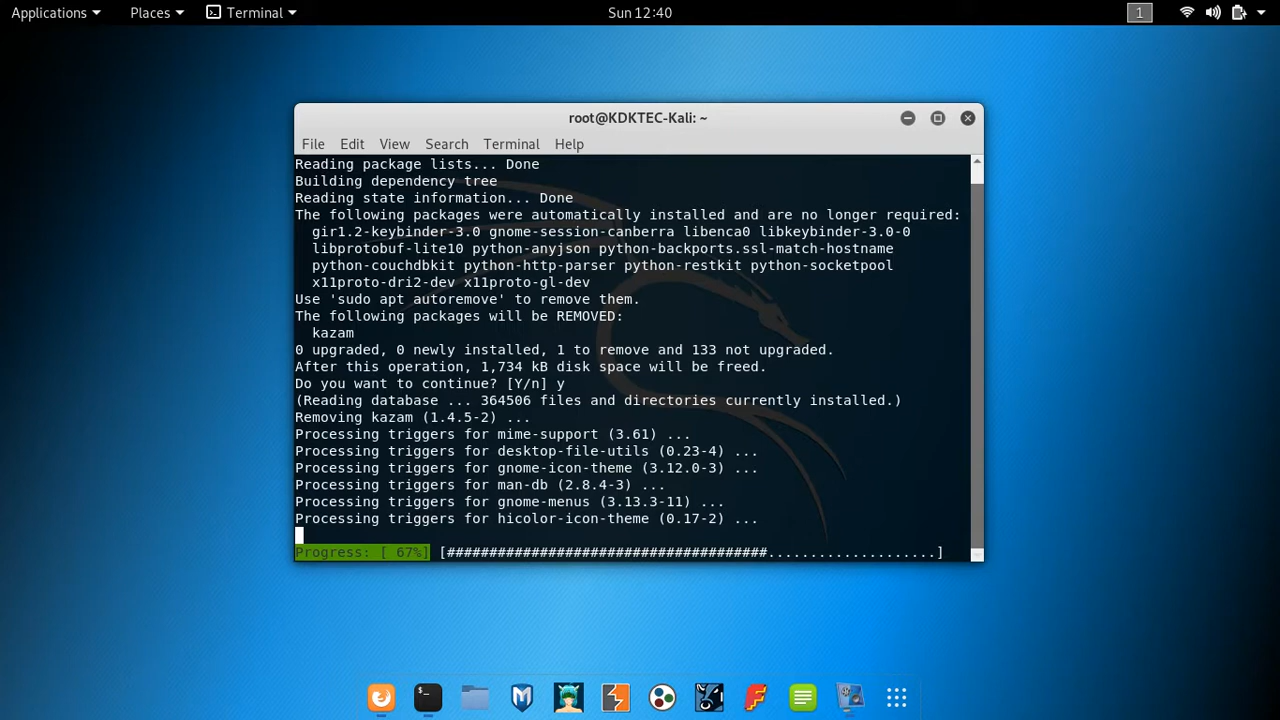 Applications Places Terminal Sun 12:40 1
root@KDKTEC-Kali: ~
File Edit View Search Terminal Help
Reading package lists... Done
Building dependency tree
Reading state information... Done
The following packages were automatically installed and are no longer required:
gir1.2-keybinder-3.0 gnome-session-canberra libenca0 libkeybinder-3.0-0
libprotobuf-lite10 python-anyjson python-backports.ssl-match-hostname
python-couchdbkit python-http-parser python-restkit python-socketpool
x11proto-dri2-dev x11proto-gl-dev
Use 'sudo apt autoremove' to remove them.
The following packages will be REMOVED:
kazam
0 upgraded, 0 newly installed, 1 to remove and 133 not upgraded.
After this operation, 1,734 kB disk space will be freed.
Do you want to continue? [Y/n] y
(Reading database ... 364506 files and directories currently installed.)
Removing kazam (1.4.5-2) ...
Processing triggers for mime-support (3.61) ...
Processing triggers for desktop-file-utils (0.23-4) ...
Processing triggers for gnome-icon-theme (3.12.0-3) ...
Processing triggers for man-db (2.8.4-3) ...
Processing triggers for gnome-menus (3.13.3-11) ...
Processing triggers for hicolor-icon-theme (0.17-2) ...
Progress: [ 67%] [######################################....................]